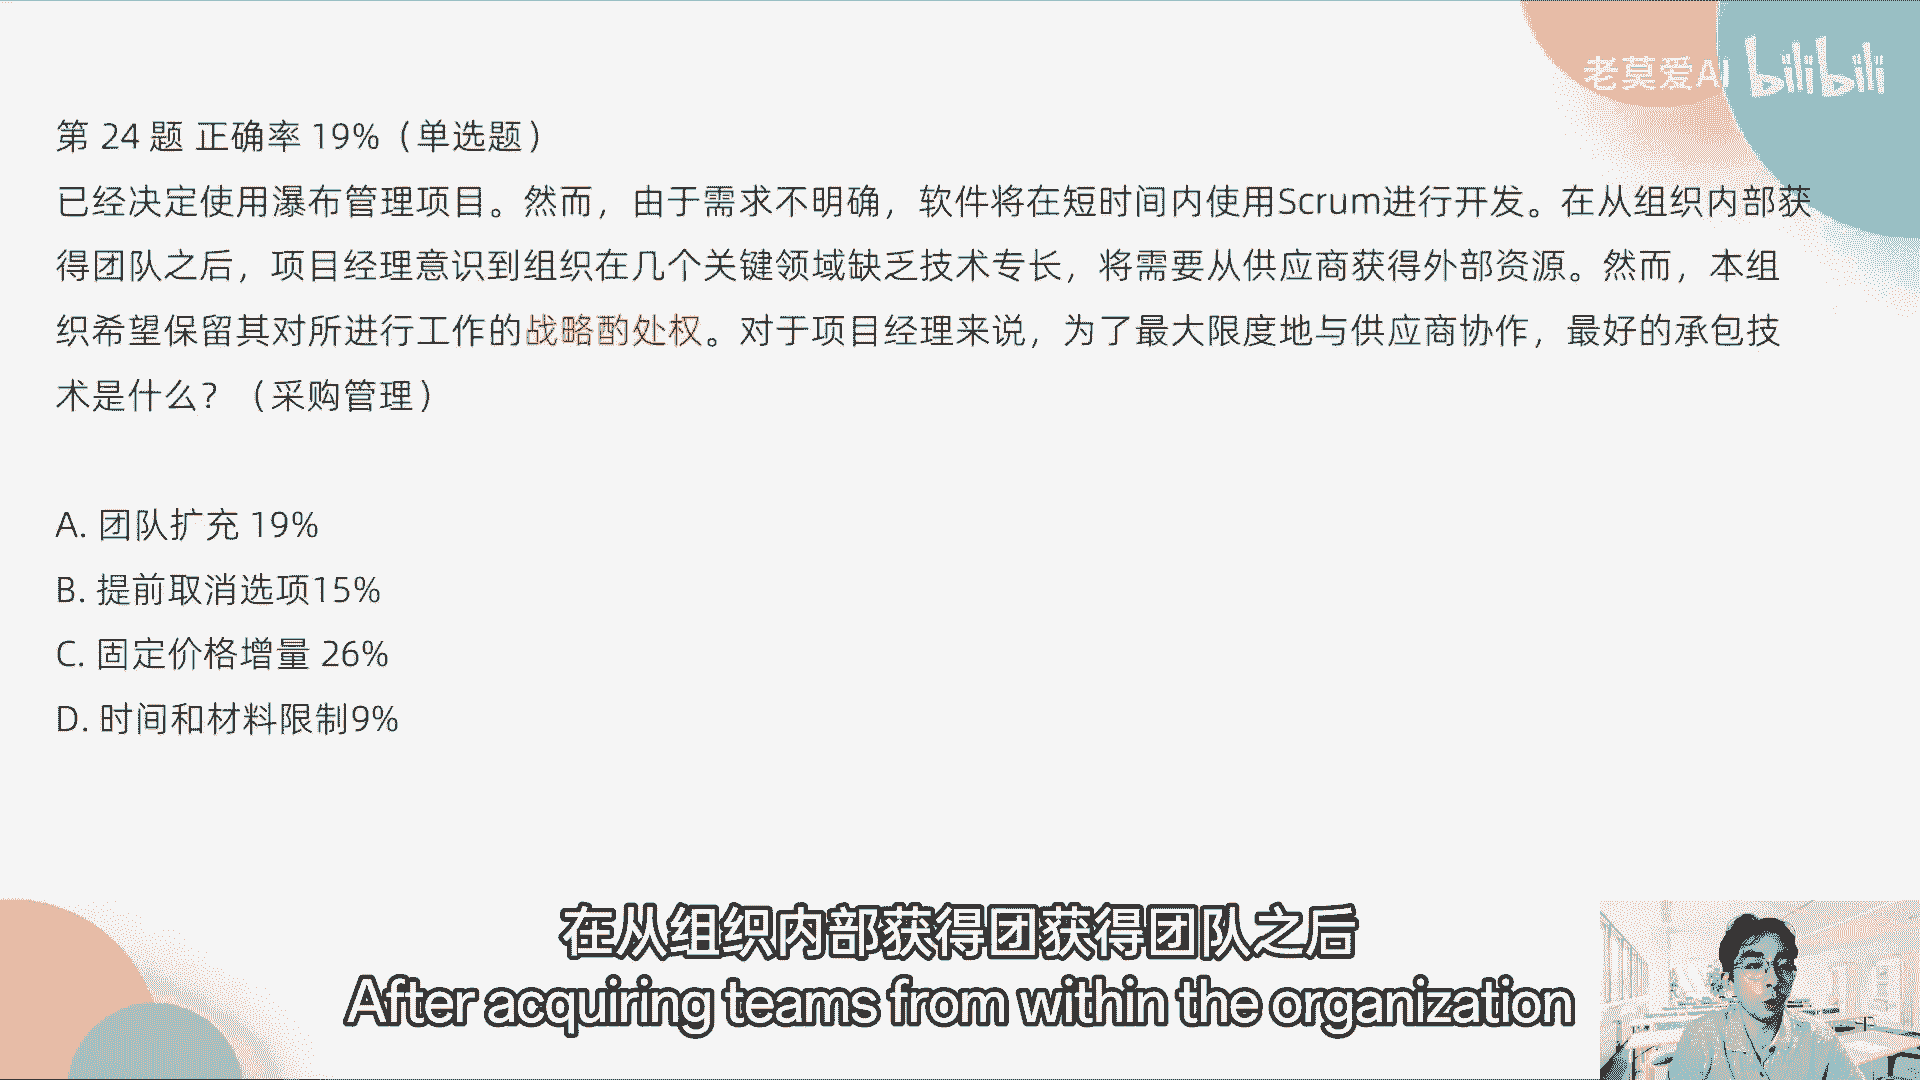 老莫爱AI bilibili
第 24 题 正确率 19%（单选题）
已经决定使用瀑布管理项目。然而，由于需求不明确，软件将在短时间内使用Scrum进行开发。在从组织内部获
得团队之后，项目经理意识到组织在几个关键领域缺乏技术专长，将需要从供应商获得外部资源。然而，本组
织希望保留其对所进行工作的战略酌处权。对于项目经理来说，为了最大限度地与供应商协作，最好的承包技
术是什么？（采购管理）
A. 团队扩充 19%
B. 提前取消选项15%
C. 固定价格增量 26%
D. 时间和材料限制9%
在从组织内部获得团获得团队之后
After acquiring teams from within the organization